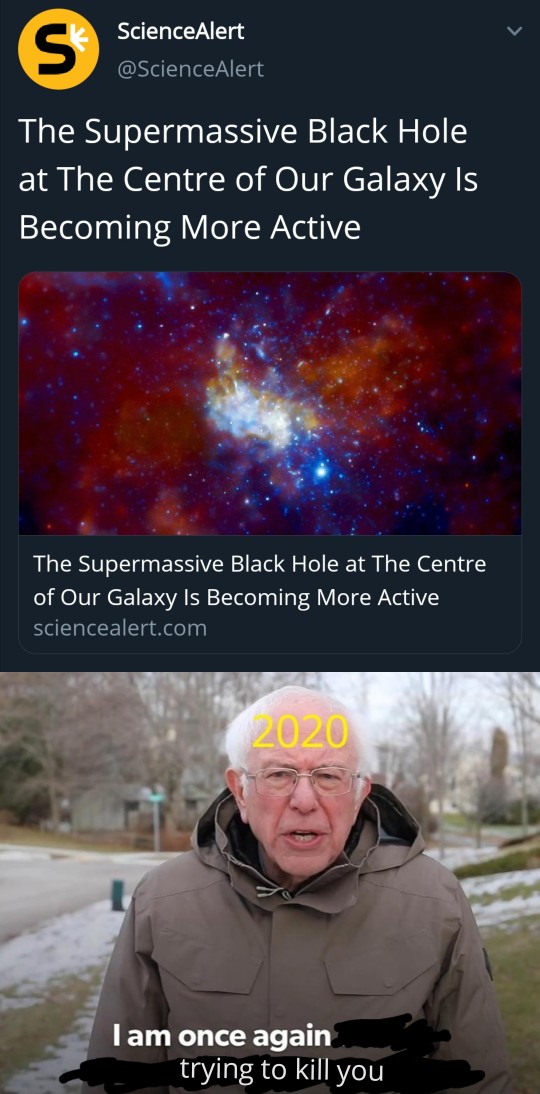 ScienceAlert
@ScienceAlert
The Supermassive Black Hole
at The Centre of Our Galaxy Is
Becoming More Active
The Supermassive Black Hole at The Centre
of Our Galaxy Is Becoming More Active
sciencealert.com
2020
I am once again
trying to kill you